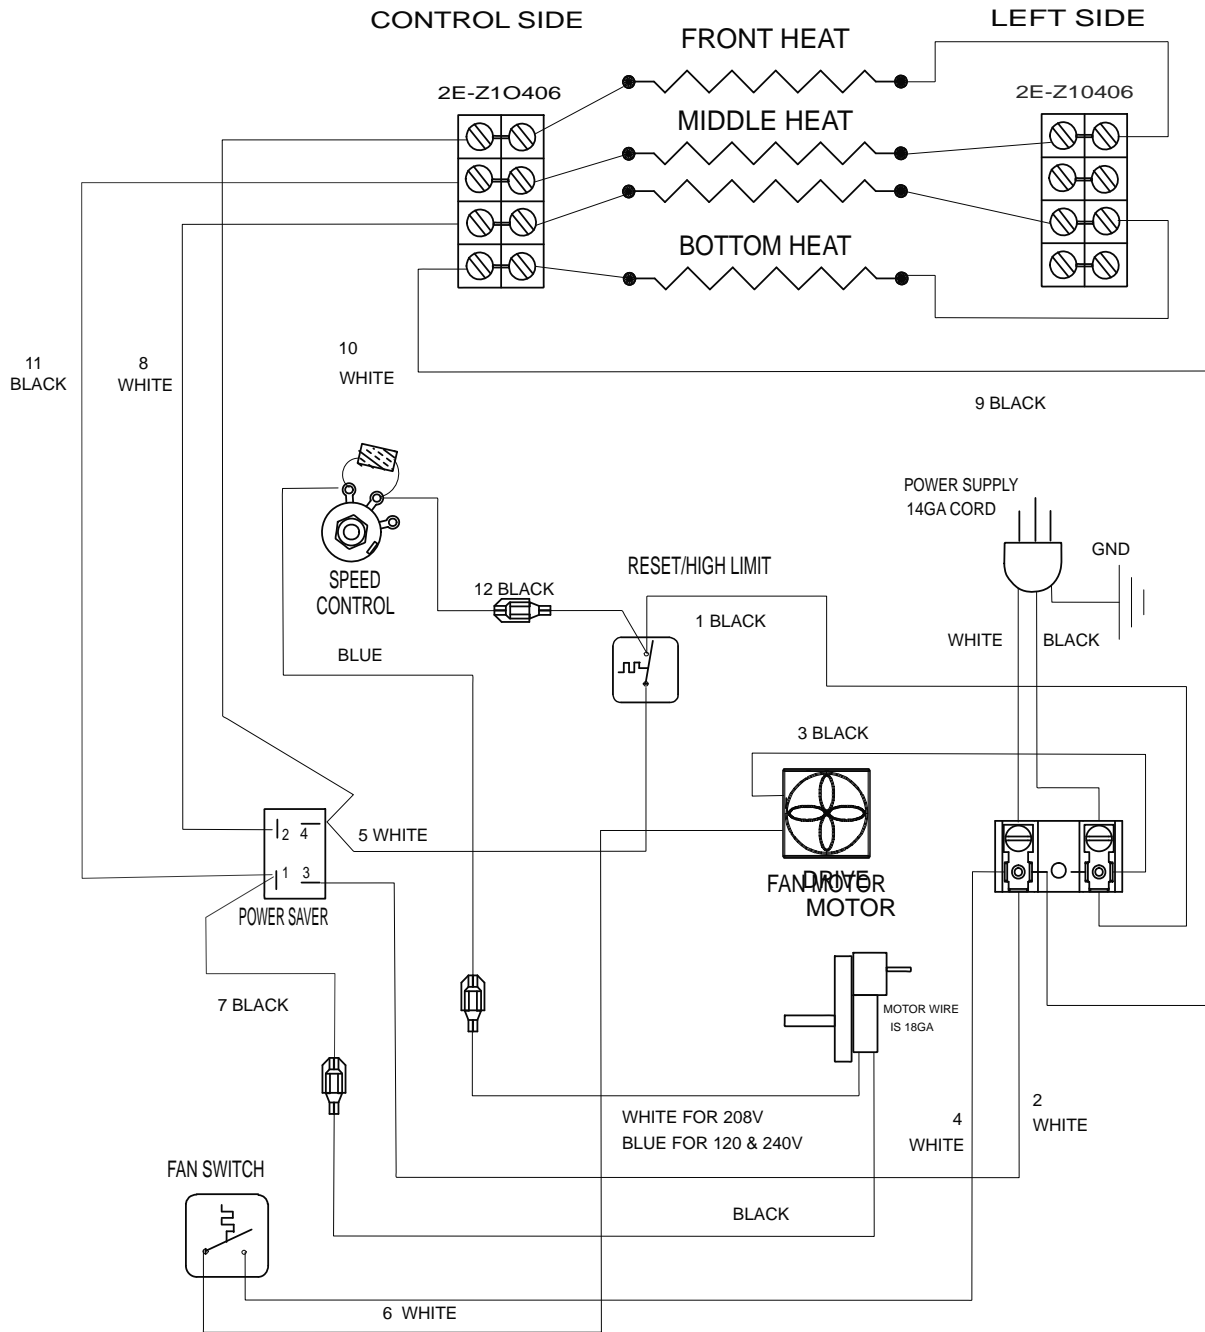 CONTROL SIDE
LEFT SIDE
FRONT HEAT
2E-Z1O406
2E-Z10406
MIDDLE HEAT
BOTTOM HEAT
11
BLACK
8
WHITE
10
WHITE
9 BLACK
POWER SUPPLY
14GA CORD
GND
SPEED
CONTROL
12 BLACK
RESET/HIGH LIMIT
1 BLACK
WHITE
BLACK
BLUE
3 BLACK
2 4
1 3
5 WHITE
POWER SAVER
FAN MOTOR
DRIVE
MOTOR
7 BLACK
MOTOR WIRE
IS 18GA
WHITE FOR 208V
BLUE FOR 120 & 240V
4
WHITE
2
WHITE
FAN SWITCH
BLACK
6 WHITE